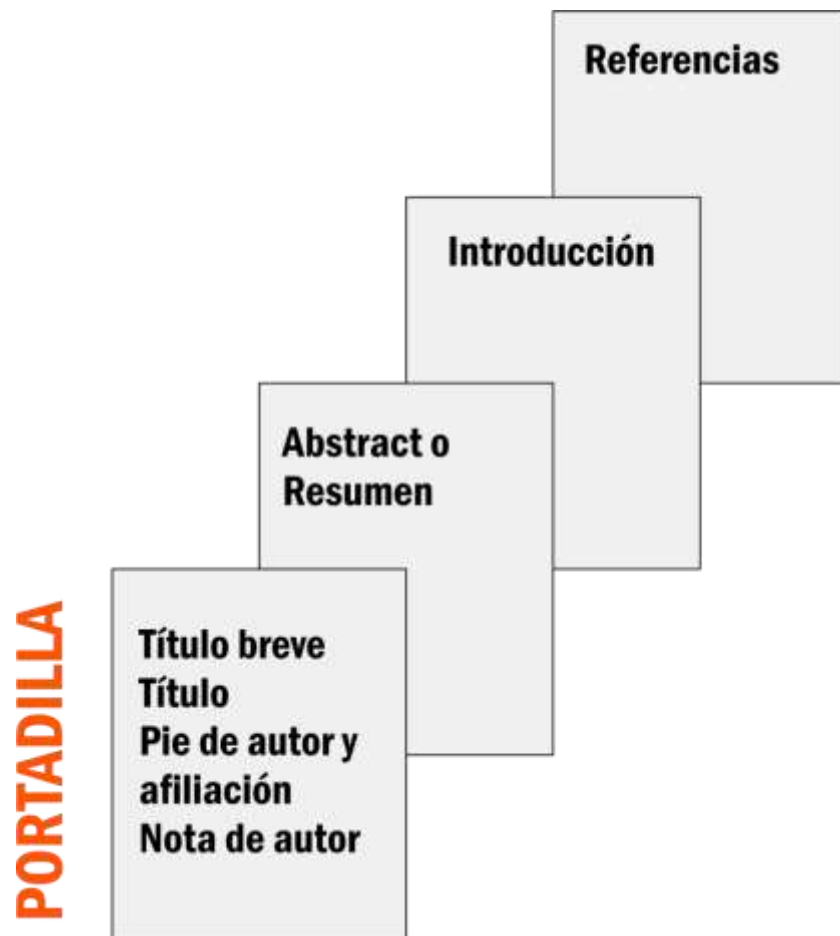 Referencias
Introducción
Abstract o
Resumen
PORTADILLA
Título breve
Título
Pie de autor y
afiliación
Nota de autor